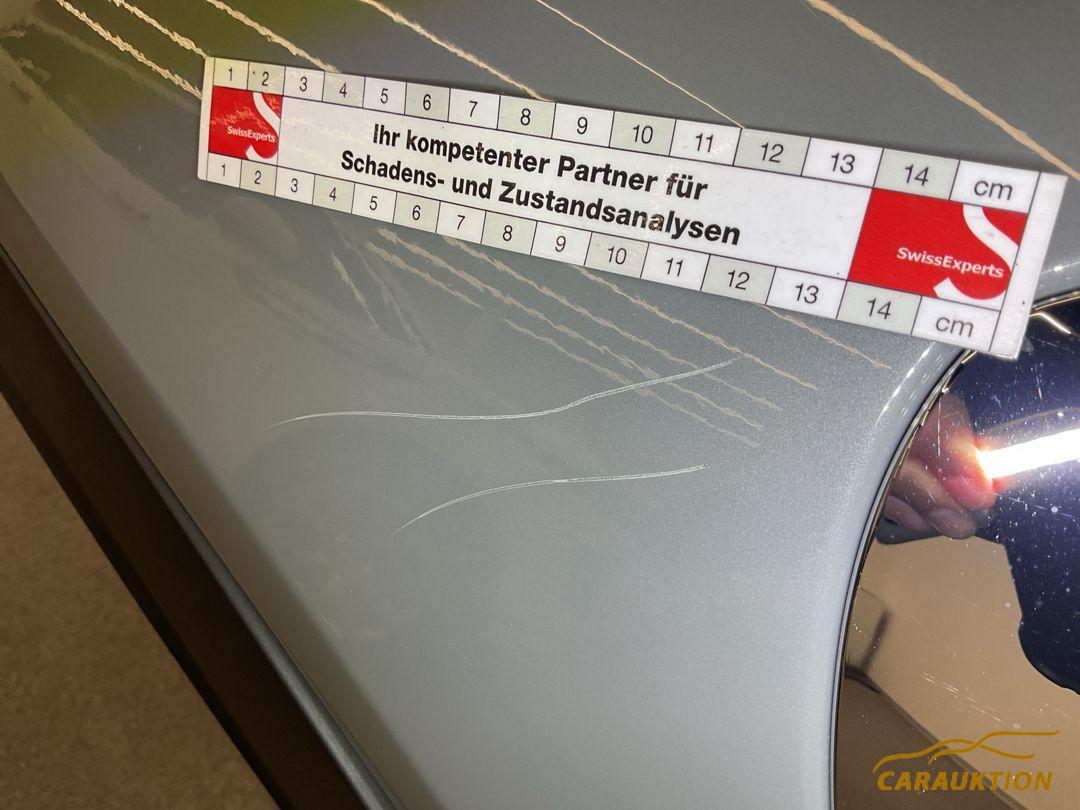 1 2 3 4 5 6 7 8 9 10 11 12 13 14 cm
SwissExperts
Ihr kompetenter Partner für
Schadens- und Zustandsanalysen
SwissExperts
1 2 3 4 5 6 7 8 9 10 11 12 13 14 cm
CARAUKTION